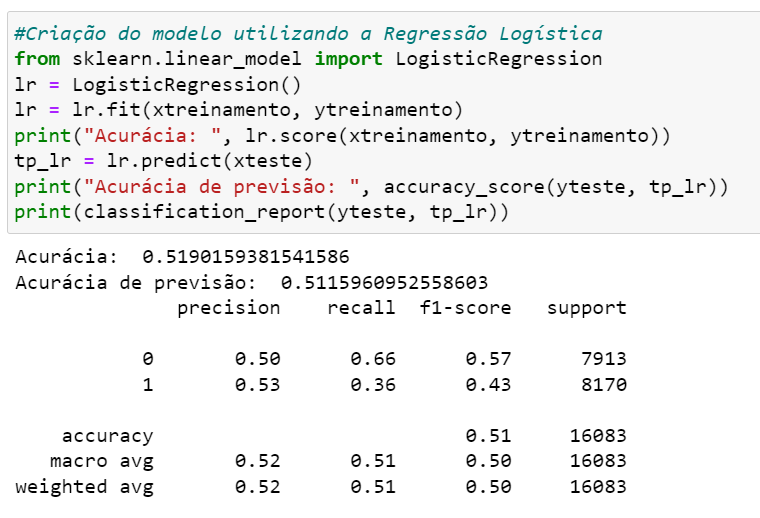 #Criação do modelo utilizando a Regressão Logística
from sklearn.linear_model import LogisticRegression
lr = LogisticRegression()
lr = lr.fit(xtreinamento, ytreinamento)
print("Acurácia: ", lr.score(xtreinamento, ytreinamento))
tp_lr = lr.predict(xteste)
print("Acurácia de previsão: ", accuracy_score(yteste, tp_lr))
print(classification_report(yteste, tp_lr))
Acurácia:  0.5190159381541586
Acurácia de previsão:  0.5115960952558603
              precision    recall  f1-score   support
           0       0.50      0.66      0.57      7913
           1       0.53      0.36      0.43      8170
    accuracy                           0.51     16083
   macro avg       0.52      0.51      0.50     16083
weighted avg       0.52      0.51      0.50     16083